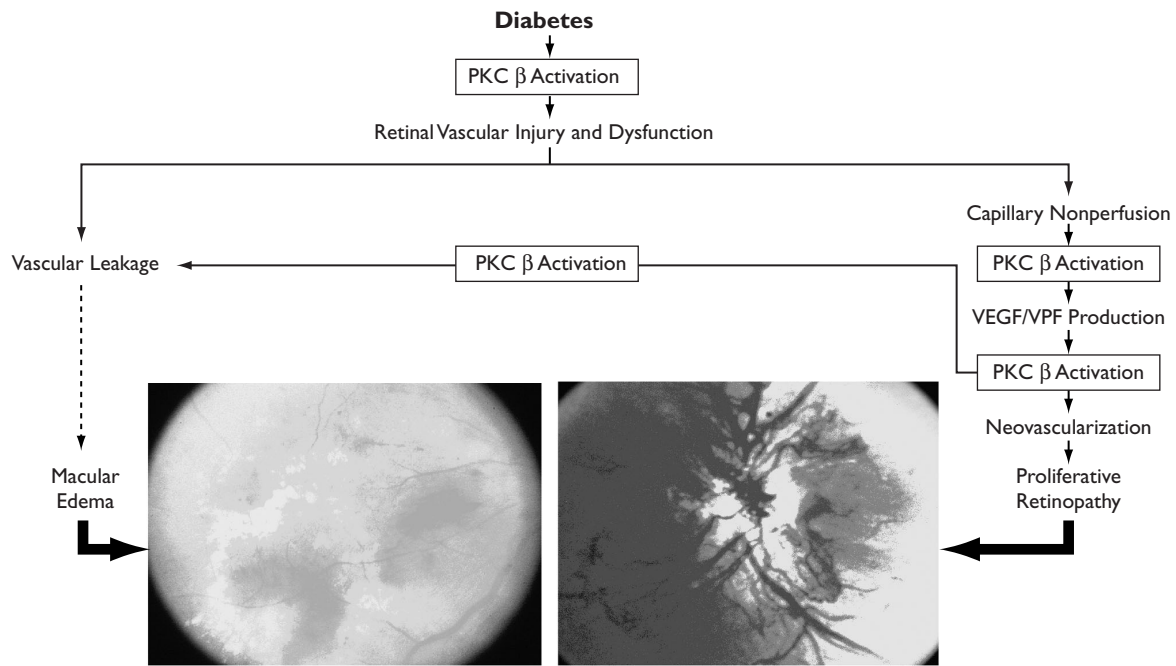 Diabetes
PKC β Activation
Retinal Vascular Injury and Dysfunction
Capillary Nonperfusion
Vascular Leakage
PKC β Activation
PKC β Activation
VEGF/VPF Production
PKC β Activation
Neovascularization
Macular
Edema
Proliferative
Retinopathy